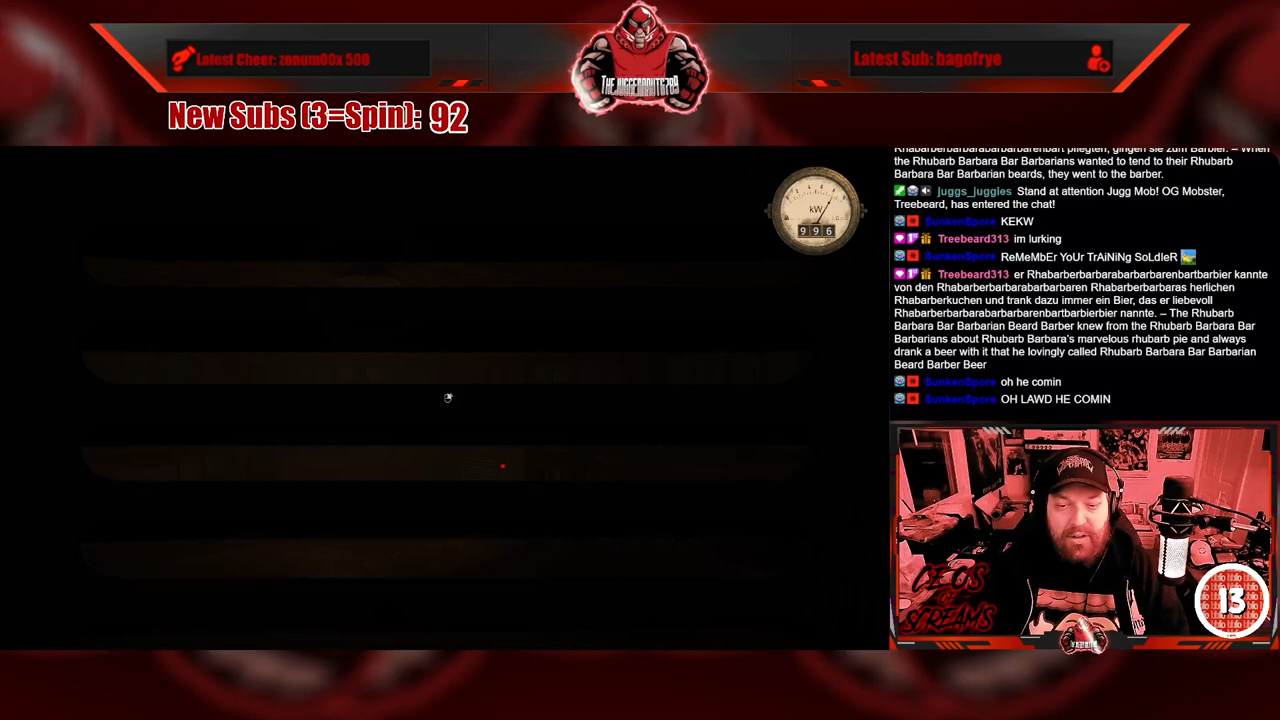 Latest Cheer: zonum00x 500
THEJUGGERNAUT6789
Latest Sub: bagofrye
New Subs (3=Spin): 92
kW
996
Rhabarberbarbarabarbarbarenbart pflegten, gingen sie zum Barbier. – When
the Rhubarb Barbara Bar Barbarians wanted to tend to their Rhubarb
Barbara Bar Barbarian beards, they went to the barber.
juggs_juggles Stand at attention Jugg Mob! OG Mobster,
Treebeard, has entered the chat!
SunkenSpore KEKW
Treebeard313 im lurking
SunkenSpore ReMeMbEr YoUr TrAiNiNg SoLdIeR
Treebeard313 er Rhabarberbarbarabarbarbarenbartbarbier kannte
von den Rhabarberbarbarabarbarbaren Rhabarberbarbaras herlichen
Rhabarberkuchen und trank dazu immer ein Bier, das er liebevoll
Rhabarberbarbarabarbarbarenbartbarbierbier nannte. – The Rhubarb
Barbara Bar Barbarian Beard Barber knew from the Rhubarb Barbara Bar
Barbarians about Rhubarb Barbara's marvelous rhubarb pie and always
drank a beer with it that he lovingly called Rhubarb Barbara Bar Barbarian
Beard Barber Beer
SunkenSpore oh he comin
SunkenSpore OH LAWD HE COMIN
CEOS
OF
SCREAMS
13